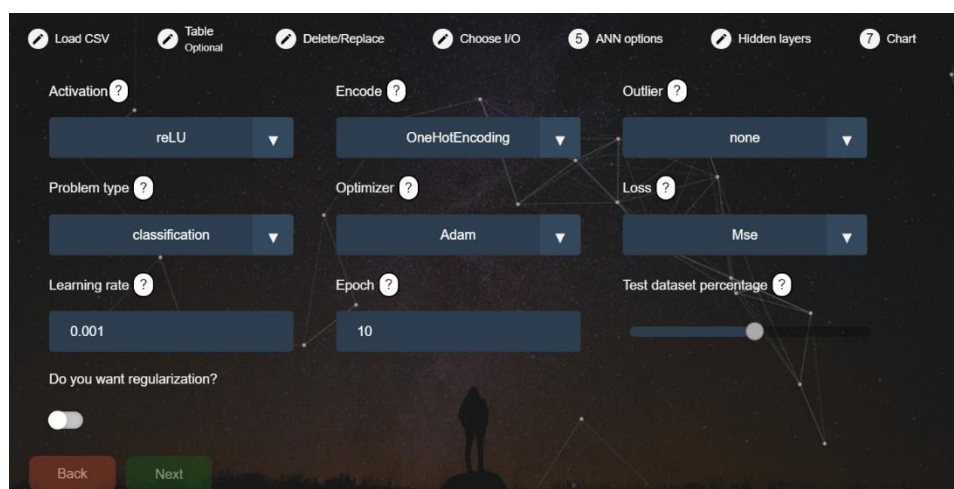 Load CSV
Table
Optional
Delete/Replace
Choose I/O
5 ANN options
Hidden layers
7 Chart
Activation ?
Encode ?
Outlier ?
reLU ▼
OneHotEncoding ▼
none ▼
Problem type ?
Optimizer ?
Loss ?
classification ▼
Adam ▼
Mse ▼
Learning rate ?
Epoch ?
Test dataset percentage ?
0.001
10
Do you want regularization?
Back
Next